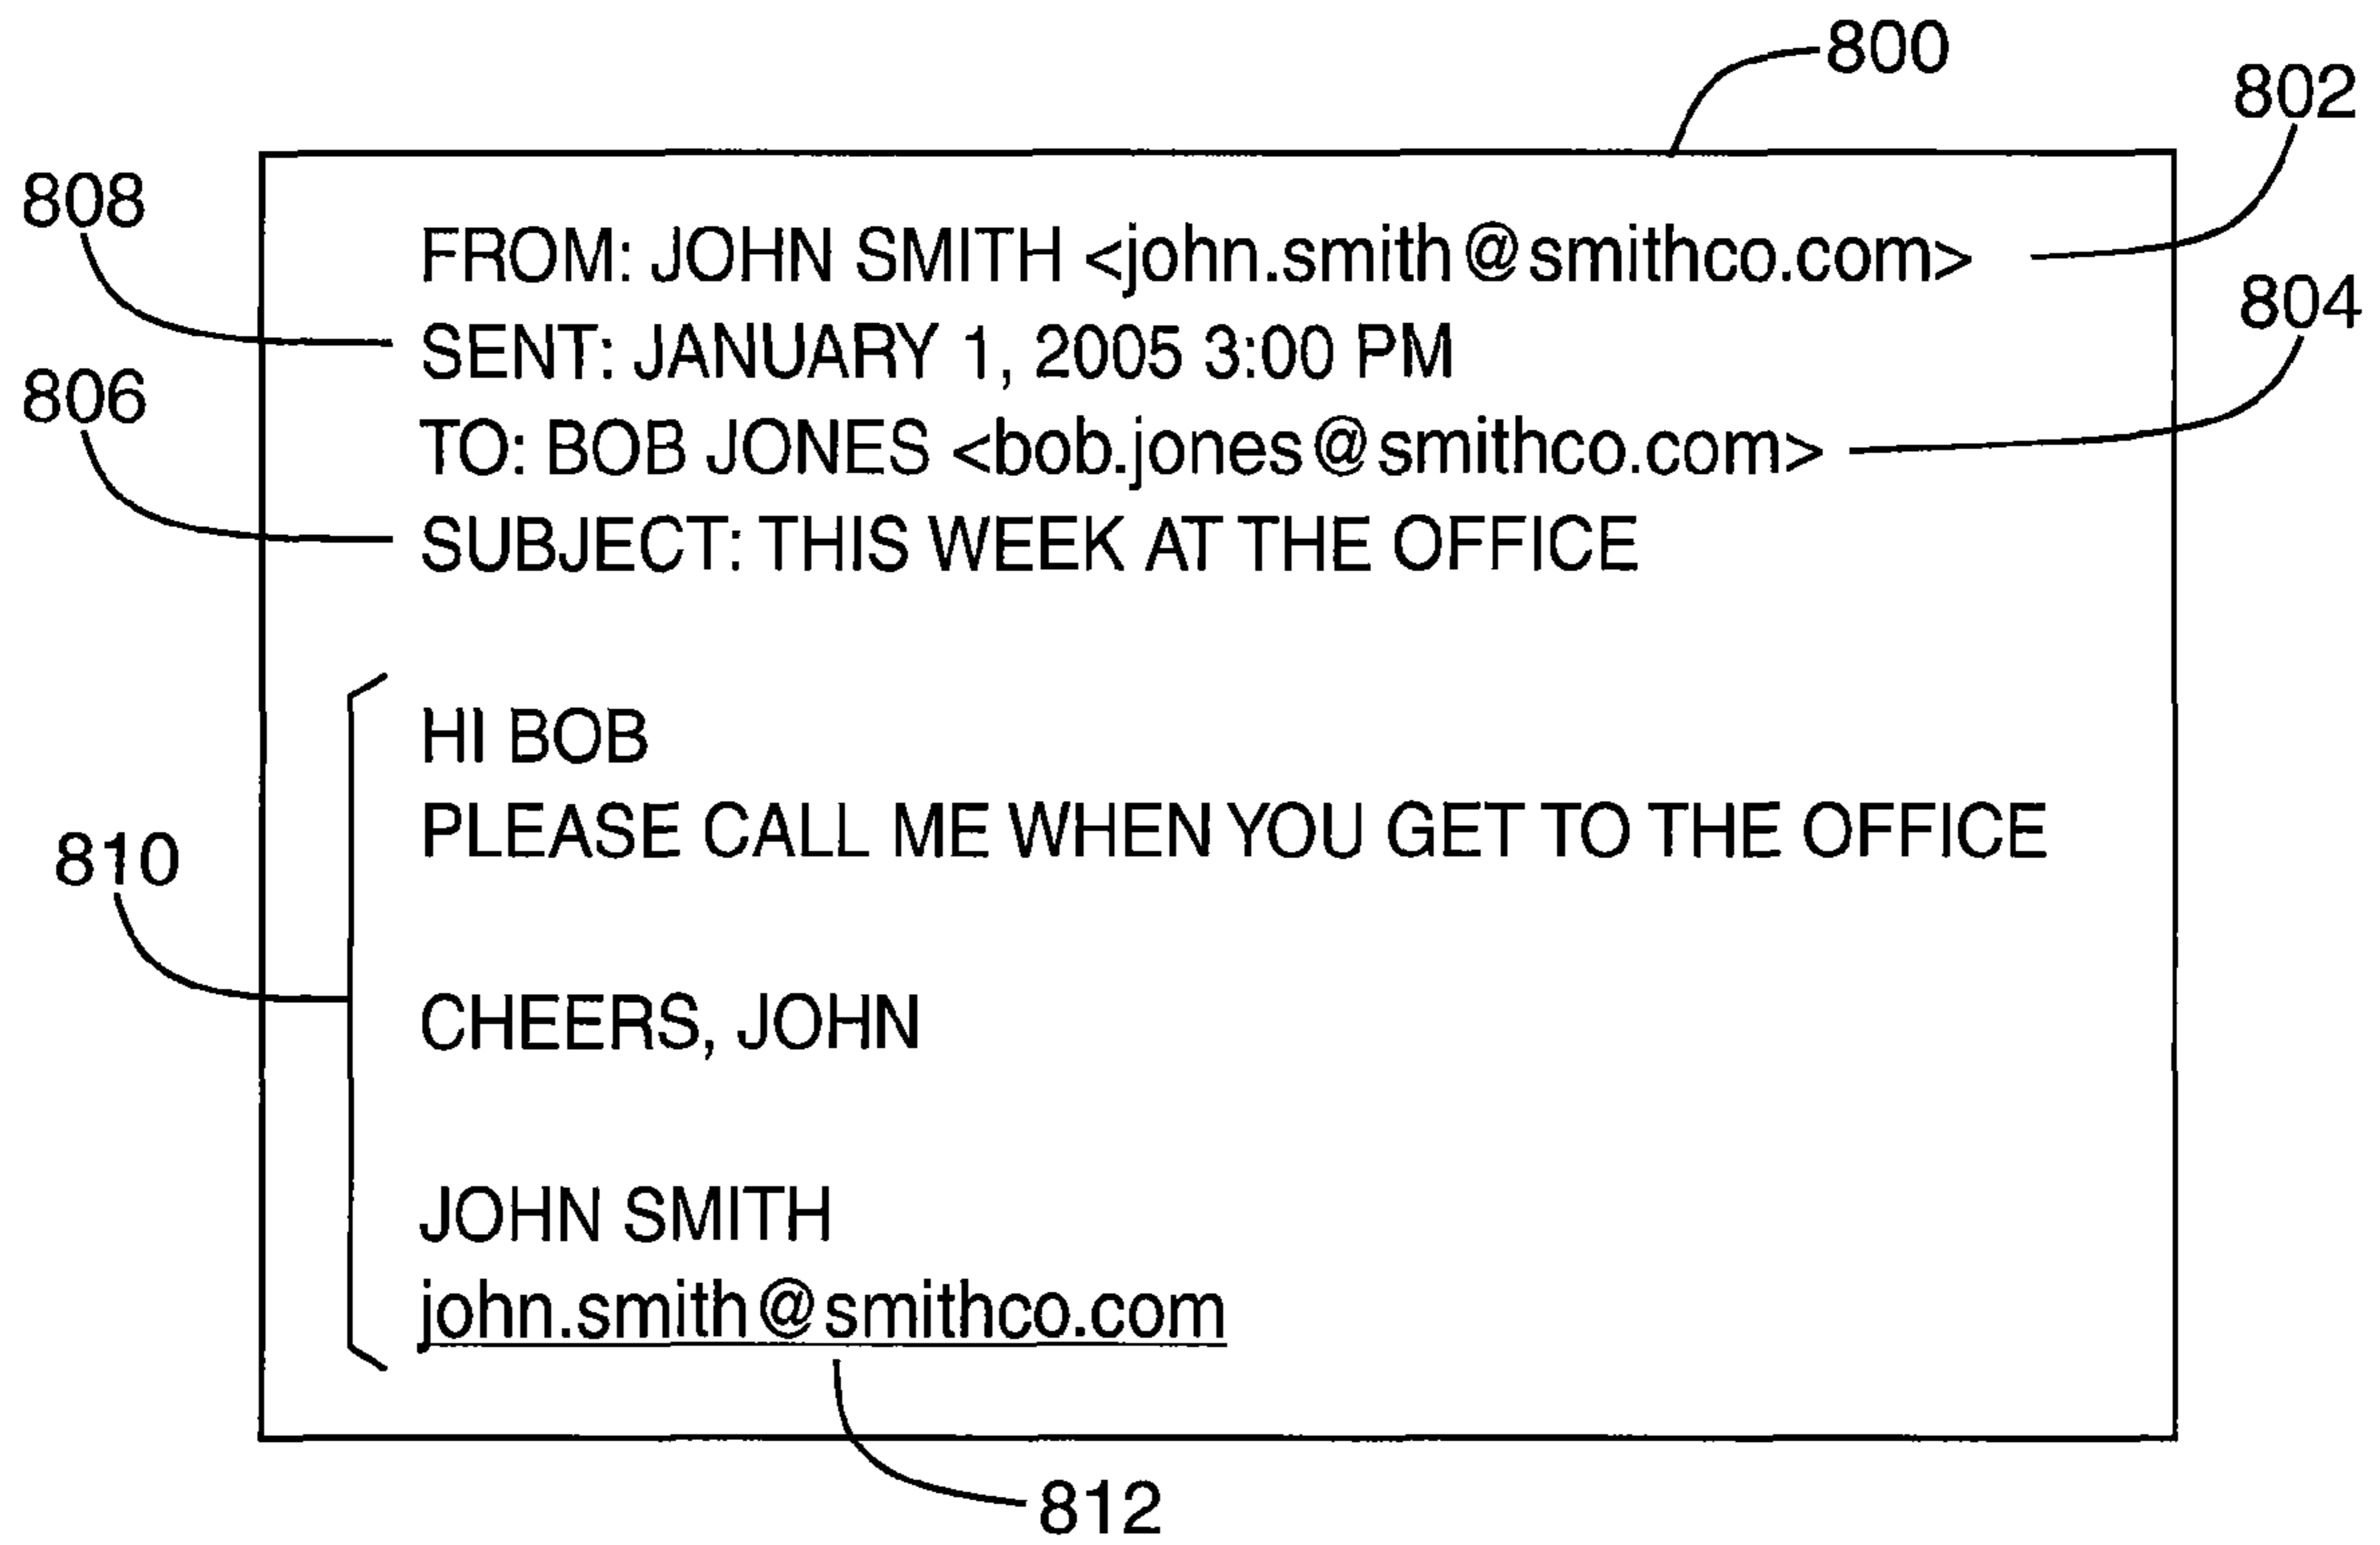 800
802
808
FROM: JOHN SMITH <john.smith@smithco.com>
804
SENT: JANUARY 1, 2005 3:00 PM
806
TO: BOB JONES <bob.jones@smithco.com>
SUBJECT: THIS WEEK AT THE OFFICE
HI BOB
PLEASE CALL ME WHEN YOU GET TO THE OFFICE
810
CHEERS, JOHN
JOHN SMITH
john.smith@smithco.com
812